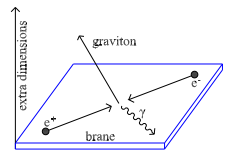 extra dimensions
graviton
e-
γ
e+
brane